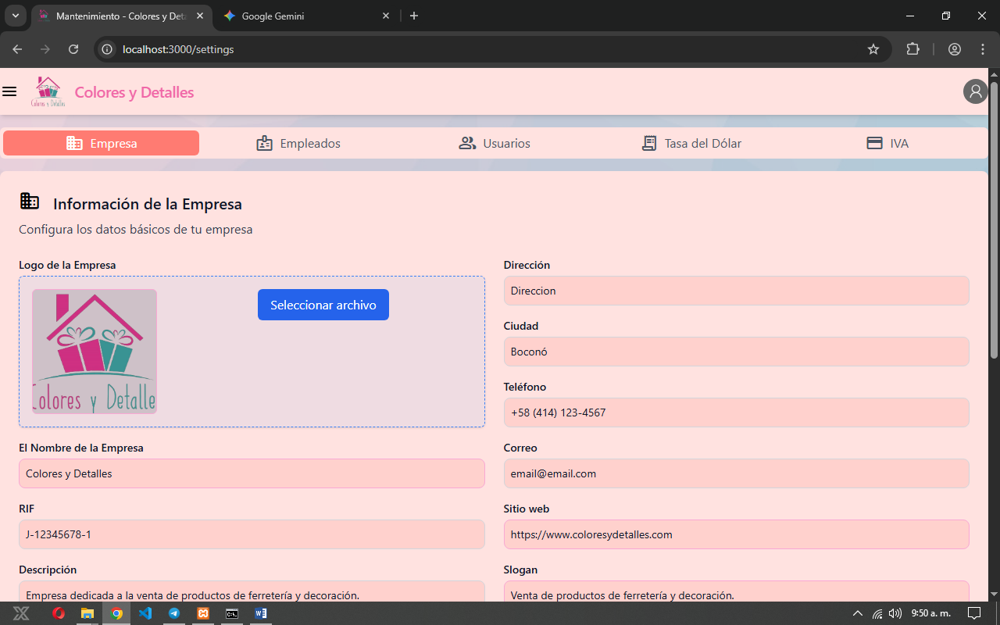 Mantenimiento - Colores y Deta
Google Gemini
localhost:3000/settings
Colores y Detalles
Colores y Detalles
Empresa
Empleados
Usuarios
Tasa del Dólar
IVA
Información de la Empresa
Configura los datos básicos de tu empresa
Logo de la Empresa
Seleccionar archivo
Colores y Detalle
El Nombre de la Empresa
Colores y Detalles
RIF
J-12345678-1
Descripción
Empresa dedicada a la venta de productos de ferretería y decoración.
Dirección
Direccion
Ciudad
Boconó
Teléfono
+58 (414) 123-4567
Correo
email@email.com
Sitio web
https://www.coloresydetalles.com
Slogan
Venta de productos de ferretería y decoración.
9:50 a. m.